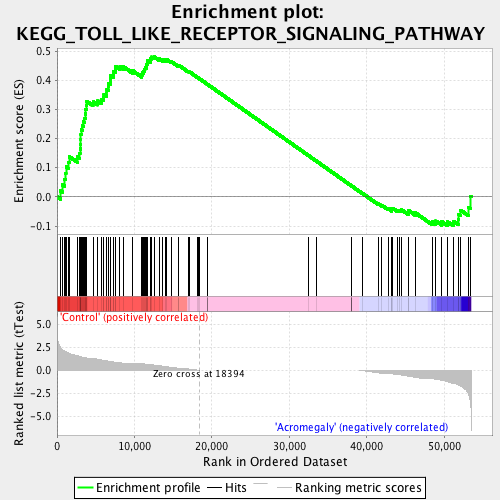 Enrichment plot:
KEGG_TOLL_LIKE_RECEPTOR_SIGNALING_PATHWAY
Enrichment score (ES)
0.5
0.4
0.3
0.2
0.1
0.0
-0.1
Ranked list metric (tTest)
5.0
2.5
0.0
-2.5
-5.0
'Control' (positively correlated)
Zero cross at 18394
'Acromegaly' (negatively correlated)
0
10,000
20,000
30,000
40,000
50,000
Rank in Ordered Dataset
Enrichment profile
Hits
Ranking metric scores